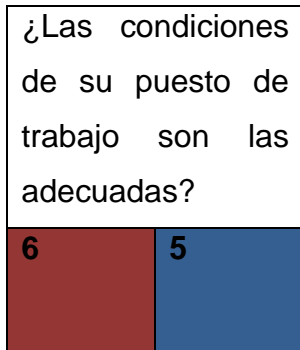 ¿Las condiciones
de su puesto de
trabajo son las
adecuadas?
6 5